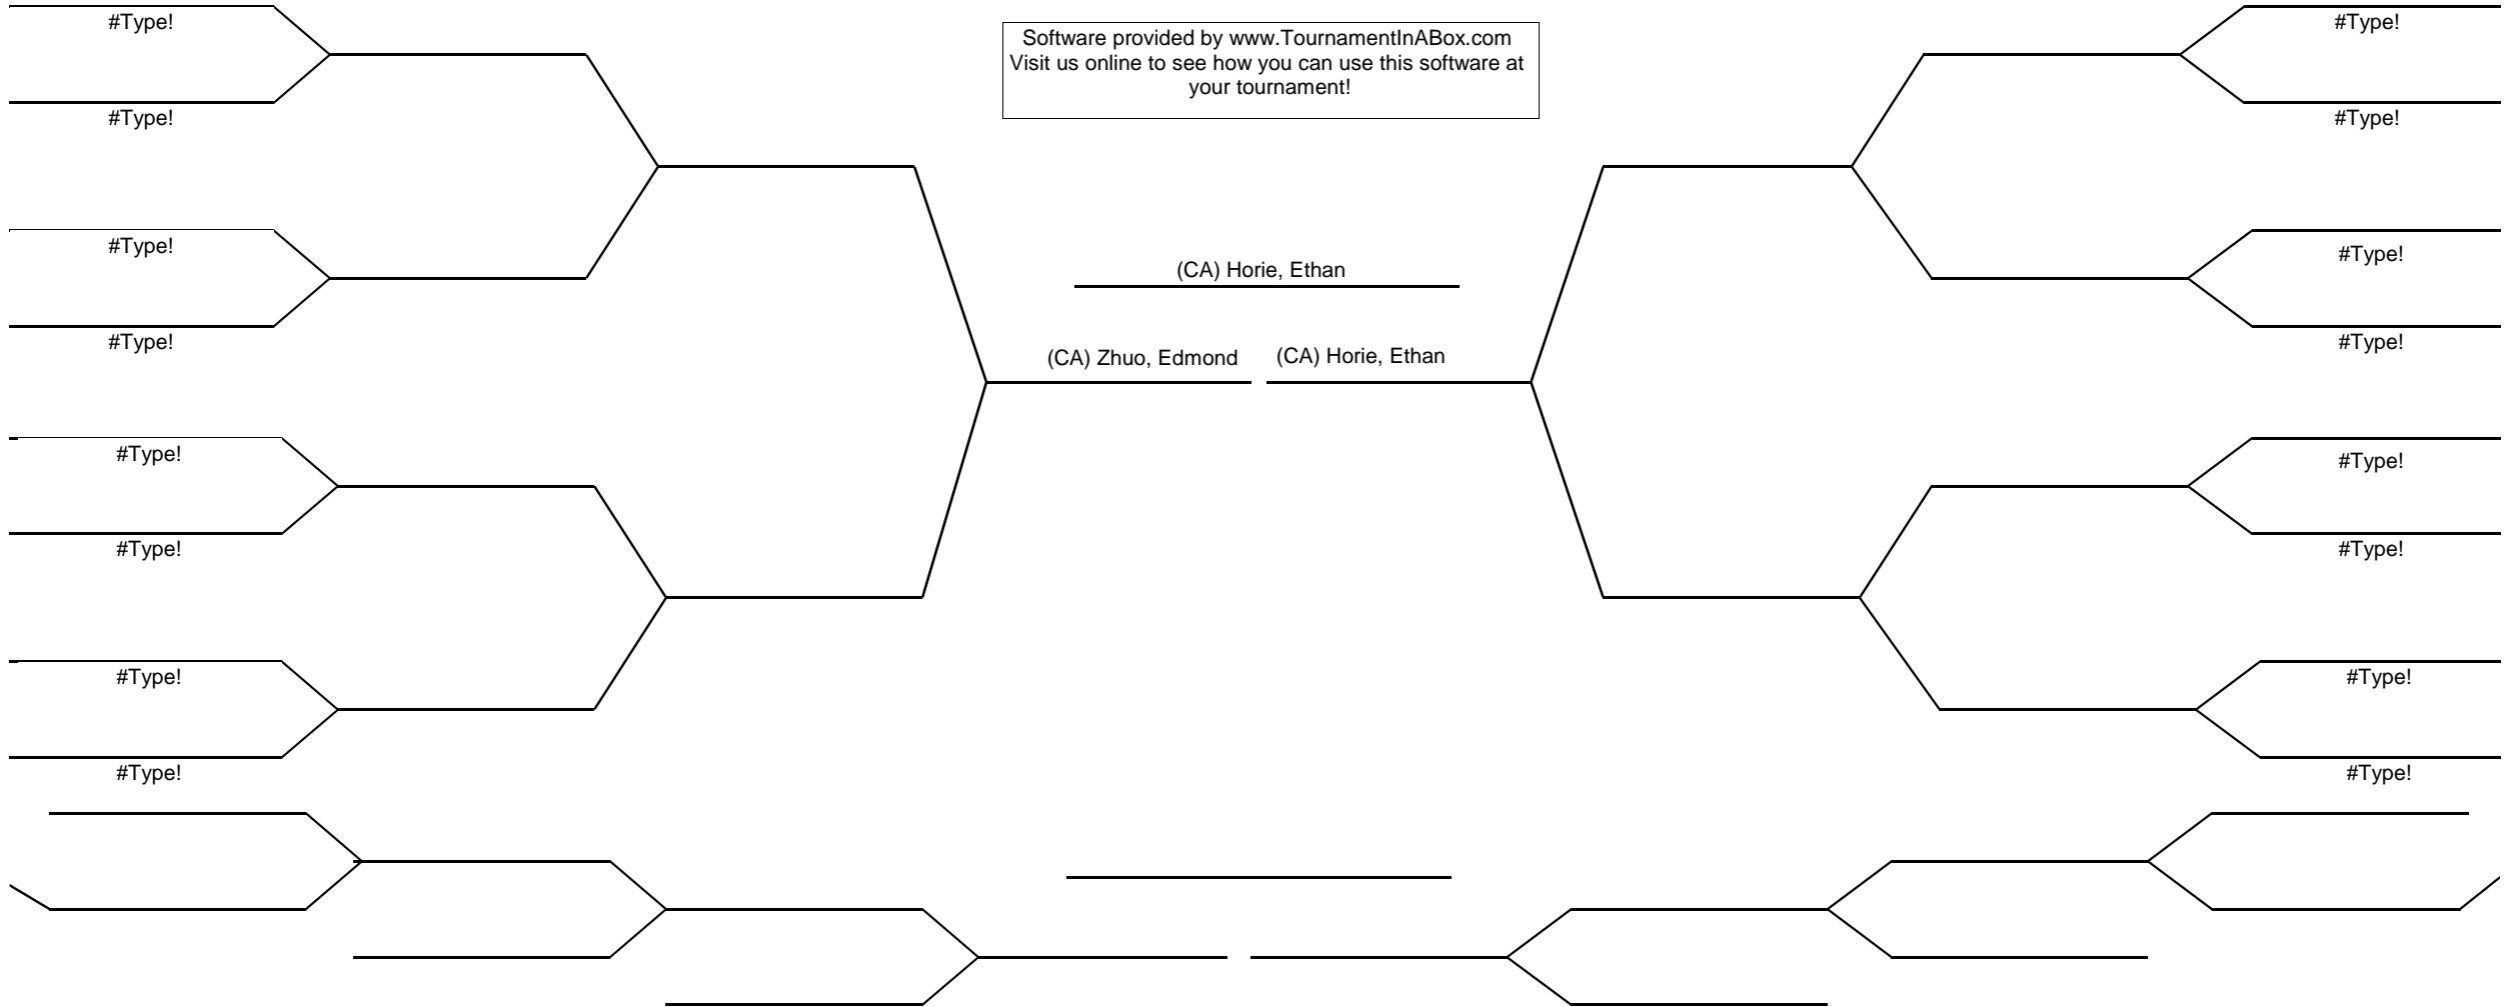 #Type!
#Type!
Software provided by www.TournamentInABox.com
Visit us online to see how you can use this software at
your tournament!
#Type!
#Type!
#Type!
#Type!
(CA) Horie, Ethan
#Type!
#Type!
(CA) Zhuo, Edmond
(CA) Horie, Ethan
#Type!
#Type!
#Type!
#Type!
#Type!
#Type!
#Type!
#Type!